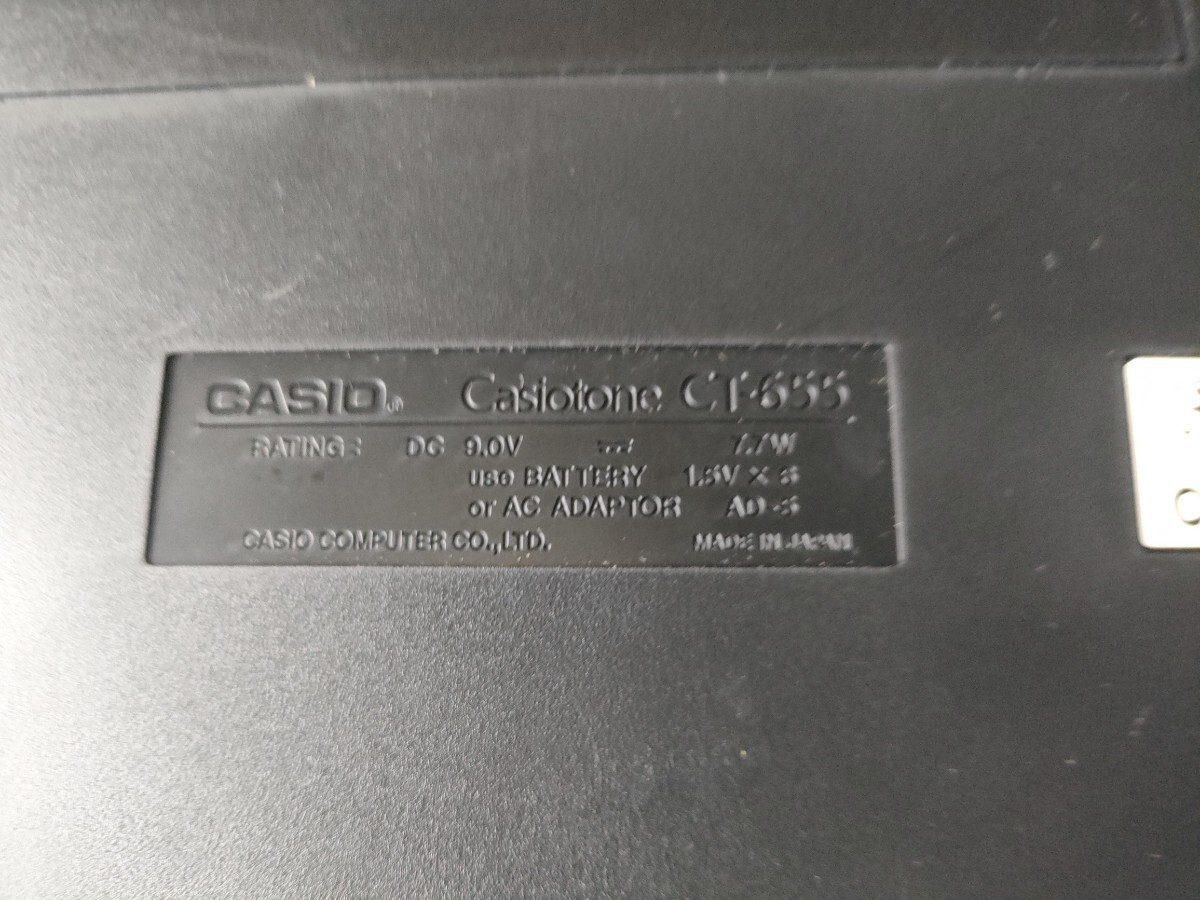 CASIO® Casiotone CT-655
RATING: DC 9.0V ⎓ 7.7W
use BATTERY 1.5V × 6
or AC ADAPTOR AD-5
CASIO COMPUTER CO.,LTD. MADE IN JAPAN